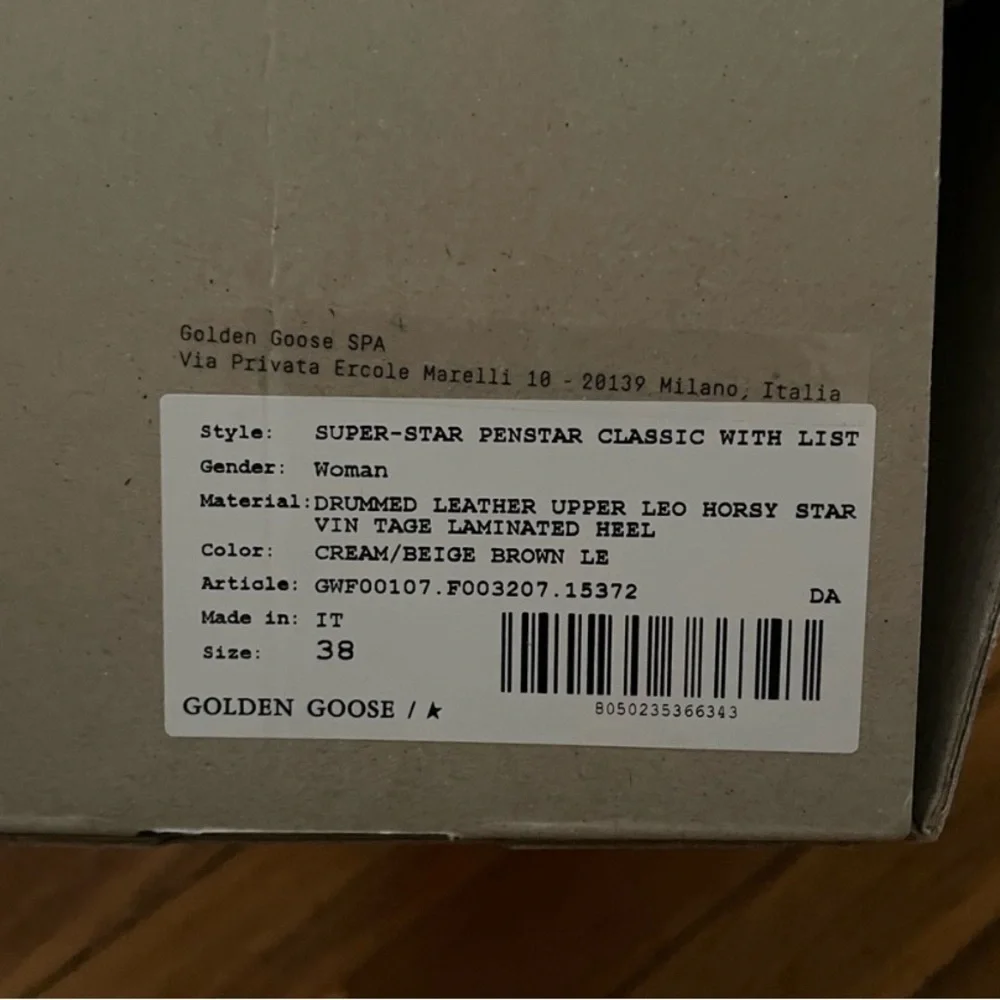 Golden Goose SPA
Via Privata Ercole Marelli 10 - 20139 Milano, Italia
Style: SUPER-STAR PENSTAR CLASSIC WITH LIST
Gender: Woman
Material: DRUMMED LEATHER UPPER LEO HORSY STAR
VIN TAGE LAMINATED HEEL
Color: CREAM/BEIGE BROWN LE
Article: GWF00107.F003207.15372 DA
Made in: IT
Size: 38
8050235366343
GOLDEN GOOSE /